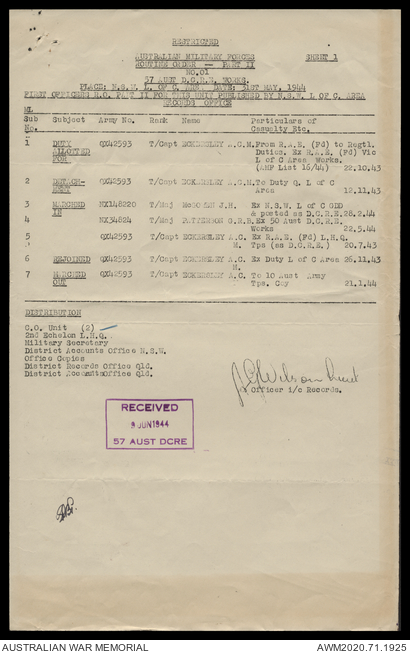 RESTRICTED
AUSTRALIAN MILITARY FORCES SHEET 1
ROUTINE ORDER — PART II
NO.01
57 AUST D.C.R.E. WORKS.
PLACE: N.S.W. L. OF C. AREA DATE: 31ST MAY, 1944
FIRST OFFICERS R.O. PART II FOR THIS UNIT PUBLISHED BY N.S.W. L OF C. AREA
RECORDS OFFICE
Sub Subject Army No. Rank Name Particulars of
No. Casualty Etc.
1 DUTY QX42593 T/Capt ECKERSLEY A.C.M. From R.A.E. (Fd) to Regtl.
ALLOTTED Duties. Ex R.A.E. (Fd) Vic
FOR L of C Area Works.
(AMF List 16/44) 22.10.43
2 DETACH- QX42593 T/Capt ECKERSLEY A.C.M. To Duty Q. L of C
MENT Area 12.11.43
3 MARCHED NX148220 T/Maj J.H. Ex N.S.W. L of C ODD
IN & posted as D.C.R.E. 28.2.44
4 NX34824 T/Maj PATTERSON G.R.B. Ex 50 Aust D.C.R.E.
Works 22.5.44
5 QX42593 T/Capt ECKERSLEY A.C. Ex R.A.E. (Fd) L.H.Q.
M. Tps (as D.C.R.E.) 20.7.43
6 REJOINED QX42593 T/Capt ECKERSLEY A.C. Ex Duty L of C Area 26.11.43
M.
7 MARCHED QX42593 T/Capt ECKERSLEY A.C. To 10 Aust Army
OUT Tps. Coy 21.1.44
DISTRIBUTION
C.O. Unit (2)
2nd Echelon L.H.Q.
Military Secretary
District Accounts Office N.S.W.
Office Copies
District Records Office Qld.
District Accounts Office Qld.
Officer i/c Records.
RECEIVED
9 JUN 1944
57 AUST DCRE
AUSTRALIAN WAR MEMORIAL AWM2020.71.1925